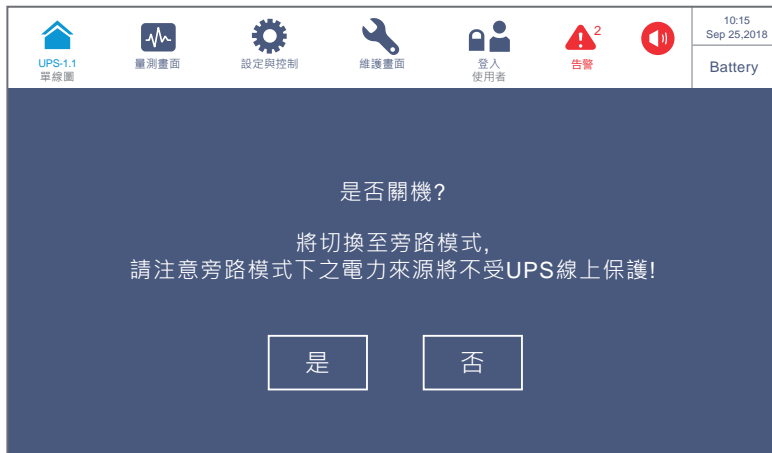 UPS-1.1
單線圖
量測畫面
設定與控制
維護畫面
登入
使用者
2
告警
10:15
Sep 25,2018
Battery
是否關機?
將切換至旁路模式,
請注意旁路模式下之電力來源將不受UPS線上保護!
是
否